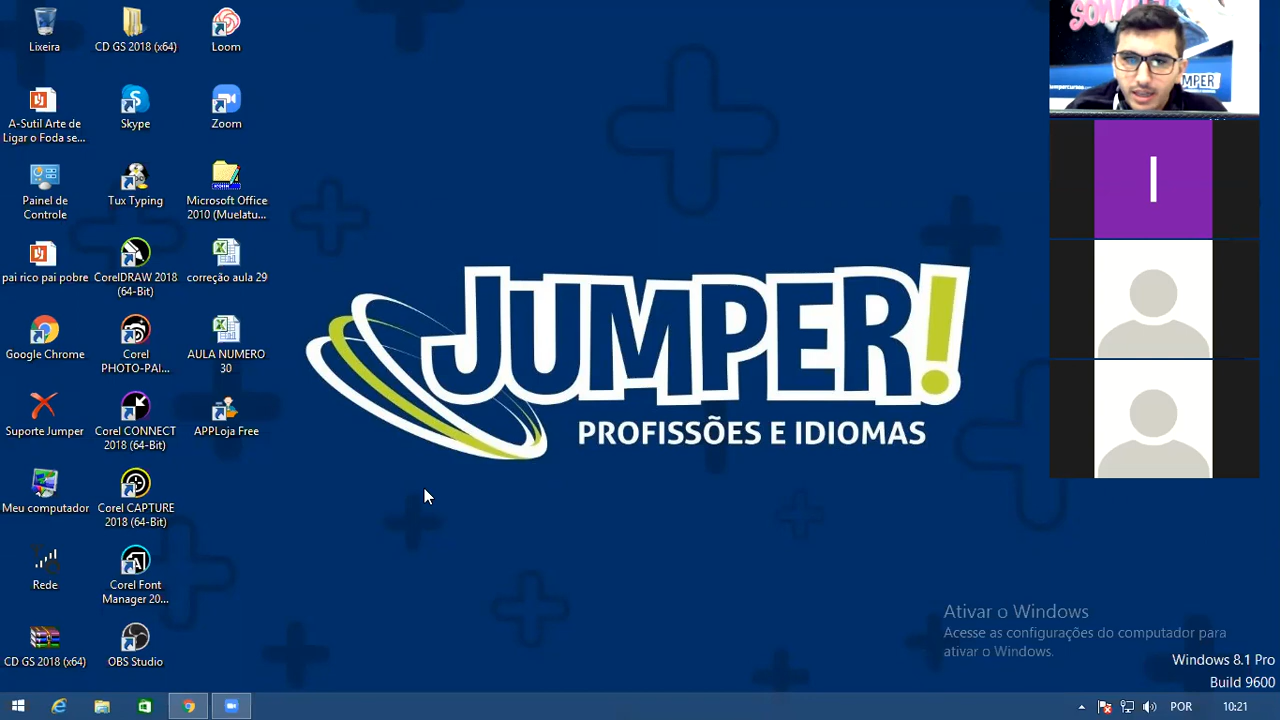 Lixeira
CD GS 2018 (x64)
Loom
A-Sutil Arte de
Ligar o Foda se...
Skype
Zoom
Painel de
Controle
Tux Typing
Microsoft Office
2010 (Muelatu...
pai rico pai pobre
CorelDRAW 2018
(64-Bit)
correção aula 29
Google Chrome
Corel
PHOTO-PAI...
AULA NUMERO
30
Suporte Jumper
Corel CONNECT
2018 (64-Bit)
APPLoja Free
Meu computador
Corel CAPTURE
2018 (64-Bit)
Rede
Corel Font
Manager 20...
CD GS 2018 (x64)
OBS Studio
JUMPER!
PROFISSÕES E IDIOMAS
I
Ativar o Windows
Acesse as configurações do computador para
ativar o Windows.
Windows 8.1 Pro
Build 9600
POR
10:21